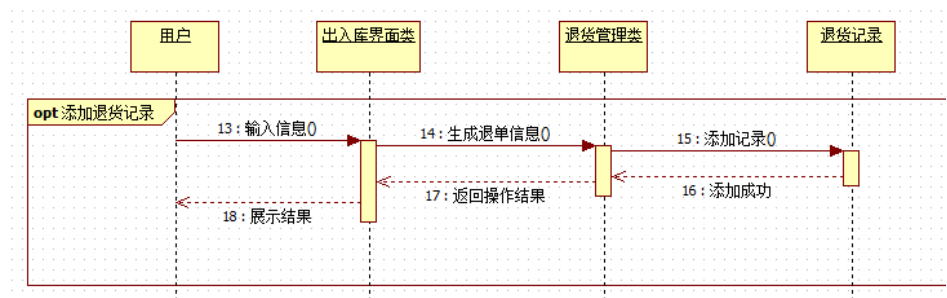 用户
出入库界面类
退货管理类
退货记录
opt 添加退货记录
13 : 输入信息()
14 : 生成退单信息()
15 : 添加记录()
16 : 添加成功
17 : 返回操作结果
18 : 展示结果